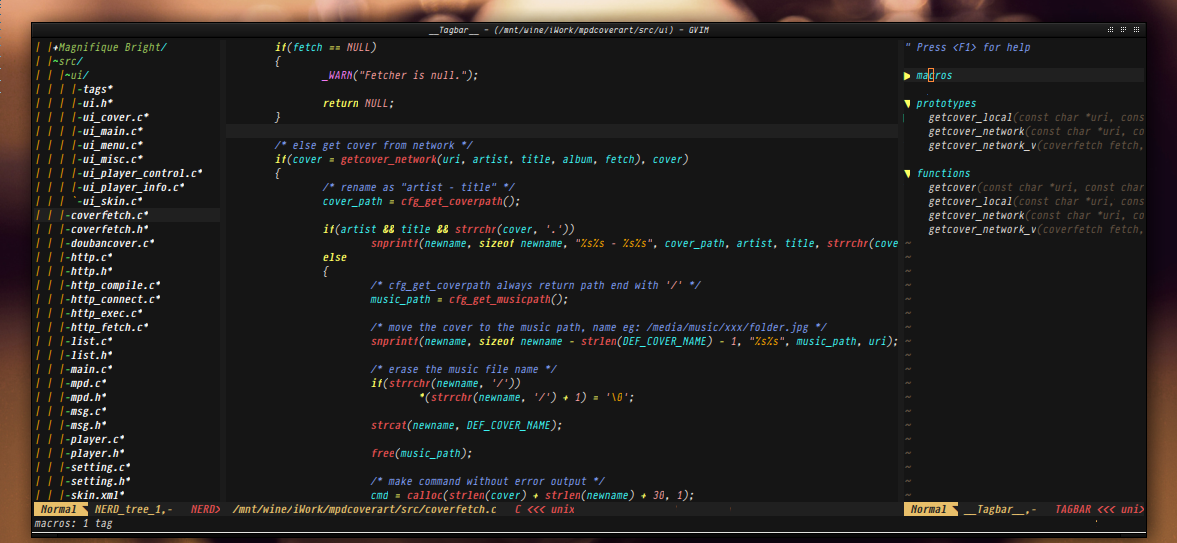 __Tagbar__ - (/mnt/wine/iWork/mpdcoverart/src/ui) - GVIM
| |+Magnifique Bright/
| |~src/
| | |~ui/
| | | |-tags*
| | | |-ui.h*
| | | |-ui_cover.c*
| | | |-ui_main.c*
| | | |-ui_menu.c*
| | | |-ui_misc.c*
| | | |-ui_player_control.c*
| | | |-ui_player_info.c*
| | | `-ui_skin.c*
| | |-coverfetch.c*
| | |-coverfetch.h*
| | |-doubancover.c*
| | |-http.c*
| | |-http.h*
| | |-http_compile.c*
| | |-http_connect.c*
| | |-http_exec.c*
| | |-http_fetch.c*
| | |-list.c*
| | |-list.h*
| | |-main.c*
| | |-mpd.c*
| | |-mpd.h*
| | |-msg.c*
| | |-msg.h*
| | |-player.c*
| | |-player.h*
| | |-setting.c*
| | |-setting.h*
| | |-skin.xml*
if(fetch == NULL)
{
_WARN("Fetcher is null.");
return NULL;
}
/* else get cover from network */
if(cover = getcover_network(uri, artist, title, album, fetch), cover)
{
/* rename as "artist - title" */
cover_path = cfg_get_coverpath();
if(artist && title && strrchr(cover, '.'))
snprintf(newname, sizeof newname, "%s%s - %s%s", cover_path, artist, title, strrchr(cove
else
{
/* cfg_get_coverpath always return path end with '/' */
music_path = cfg_get_musicpath();
/* move the cover to the music path, name eg: /media/music/xxx/folder.jpg */
snprintf(newname, sizeof newname - strlen(DEF_COVER_NAME) - 1, "%s%s", music_path, uri);
/* erase the music file name */
if(strrchr(newname, '/'))
*(strrchr(newname, '/') + 1) = '\0';
strcat(newname, DEF_COVER_NAME);
free(music_path);
/* make command without error output */
cmd = calloc(strlen(cover) + strlen(newname) + 30, 1);
" Press <F1> for help
▶ macros
▼ prototypes
getcover_local(const char *uri, cons
getcover_network(const char *uri, co
getcover_network_v(coverfetch fetch,
▼ functions
getcover(const char *uri, const char
getcover_local(const char *uri, cons
getcover_network(const char *uri, co
getcover_network_v(coverfetch fetch,
Normal NERD_tree_1,- NERD> /mnt/wine/iWork/mpdcoverart/src/coverfetch.c C <<< unix Normal __Tagbar__,- TAGBAR <<< uni>
macros: 1 tag